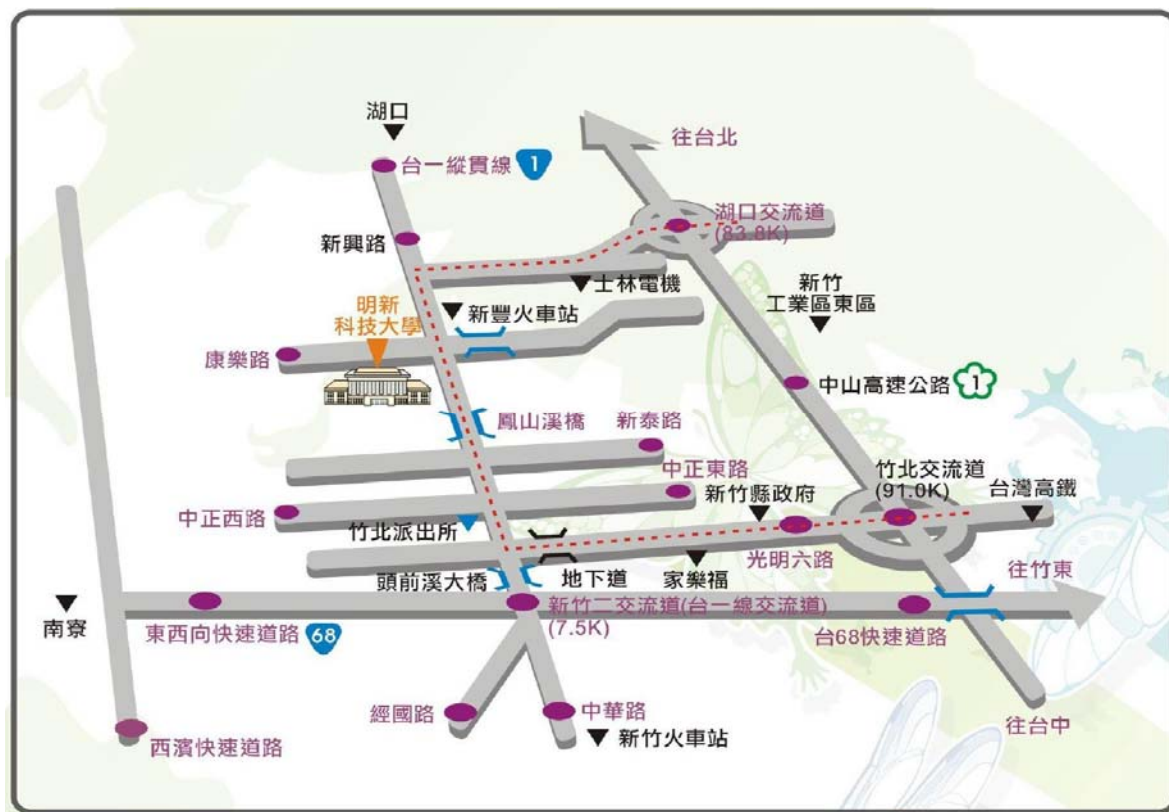 湖口
往台北
台一縱貫線 1
湖口交流道
(83.8K)
新興路
士林電機
新竹
工業區東區
明新
科技大學
新豐火車站
康樂路
中山高速公路 1
鳳山溪橋
新泰路
中正東路
竹北交流道
(91.0K)
新竹縣政府
台灣高鐵
中正西路
竹北派出所
光明六路
頭前溪大橋
地下道
家樂福
往竹東
新竹二交流道(台一線交流道)
(7.5K)
南寮
東西向快速道路 68
台68快速道路
經國路
中華路
往台中
西濱快速道路
新竹火車站